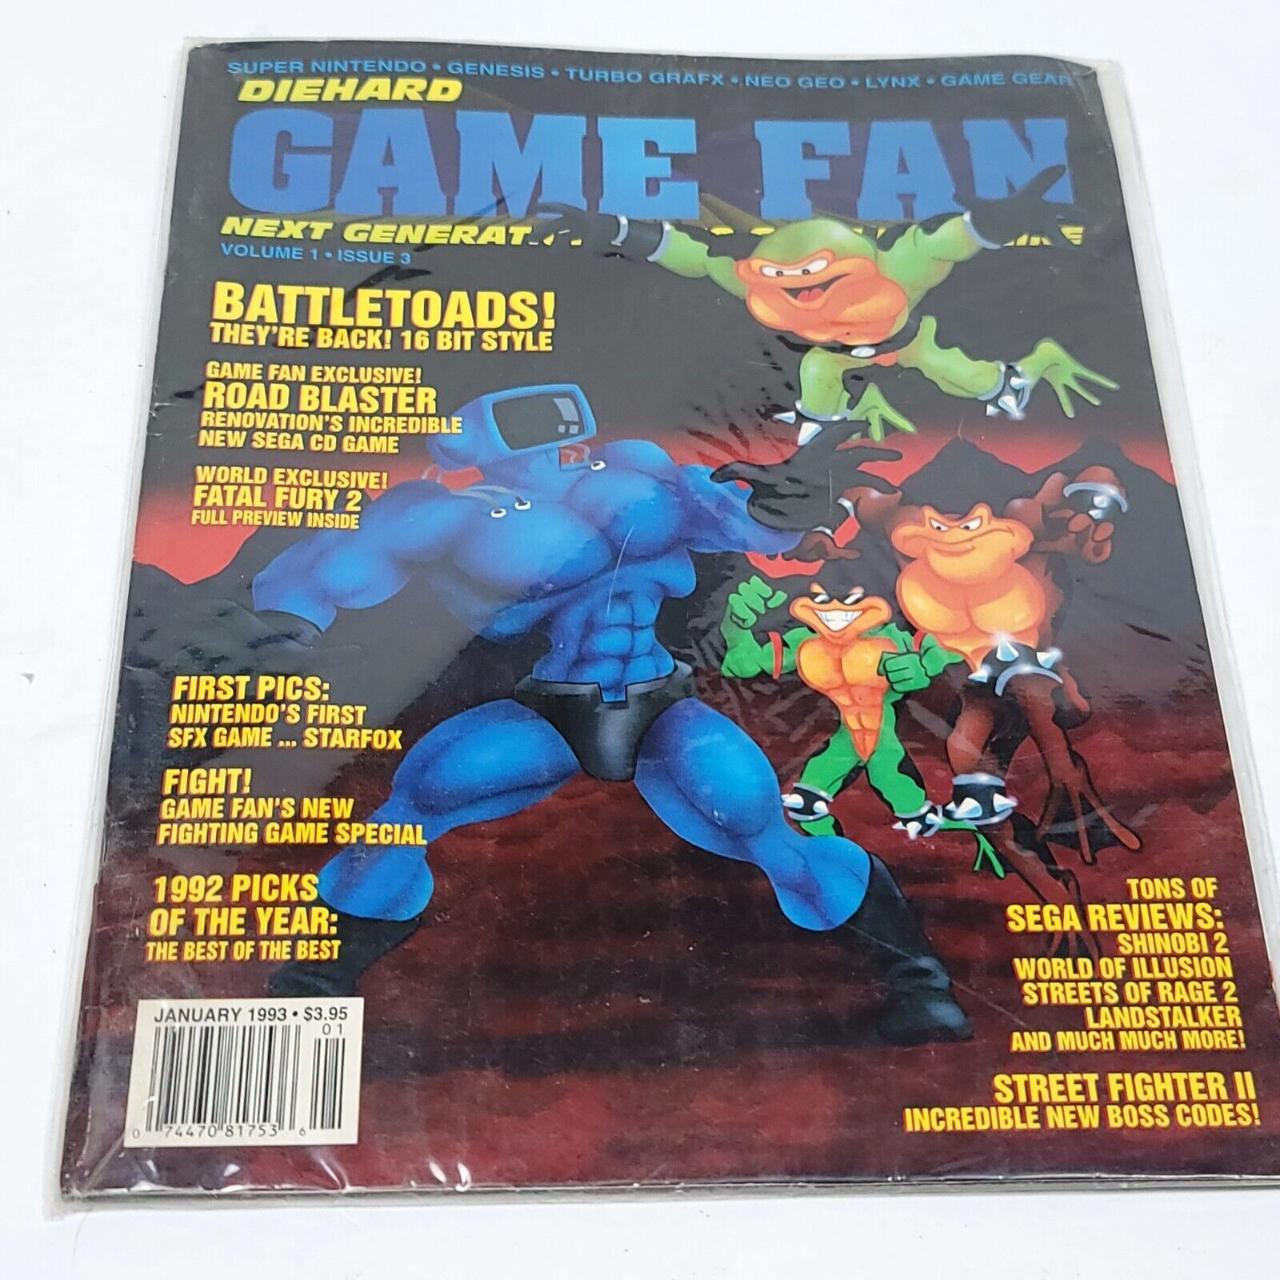 SUPER NINTENDO • GENESIS • TURBO GRAFX • NEO GEO • LYNX • GAME GEAR
DIEHARD
GAME FAN
NEXT GENERAT
VOLUME 1 • ISSUE 3
BATTLETOADS!
THEY'RE BACK! 16 BIT STYLE
GAME FAN EXCLUSIVE!
ROAD BLASTER
RENOVATION'S INCREDIBLE
NEW SEGA CD GAME
WORLD EXCLUSIVE!
FATAL FURY 2
FULL PREVIEW INSIDE
FIRST PICS:
NINTENDO'S FIRST
SFX GAME ... STARFOX
FIGHT!
GAME FAN'S NEW
FIGHTING GAME SPECIAL
1992 PICKS
OF THE YEAR:
THE BEST OF THE BEST
TONS OF
SEGA REVIEWS:
SHINOBI 2
WORLD OF ILLUSION
STREETS OF RAGE 2
LANDSTALKER
AND MUCH MUCH MORE!
STREET FIGHTER II
INCREDIBLE NEW BOSS CODES!
JANUARY 1993 • $3.95
01
0 74470 81753 6